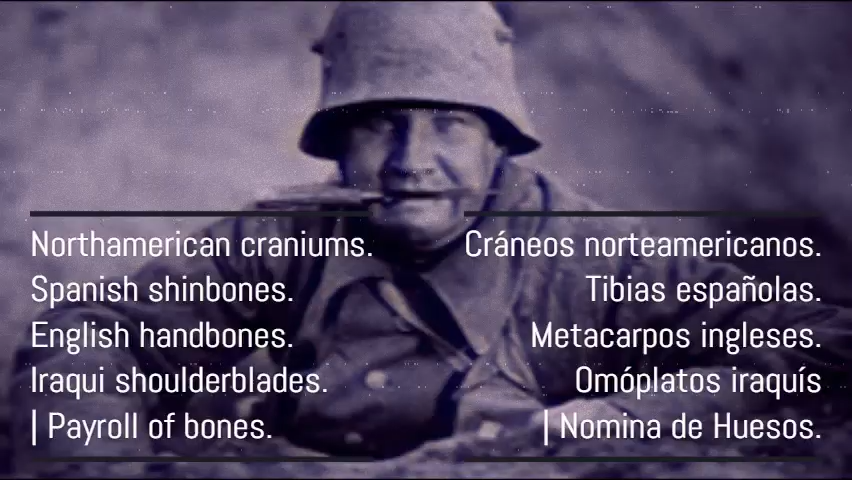 Northamerican craniums.
Spanish shinbones.
English handbones.
Iraqui shoulderblades.
| Payroll of bones.
Cráneos norteamericanos.
Tibias españolas.
Metacarpos ingleses.
Omóplatos iraquís
| Nomina de Huesos.